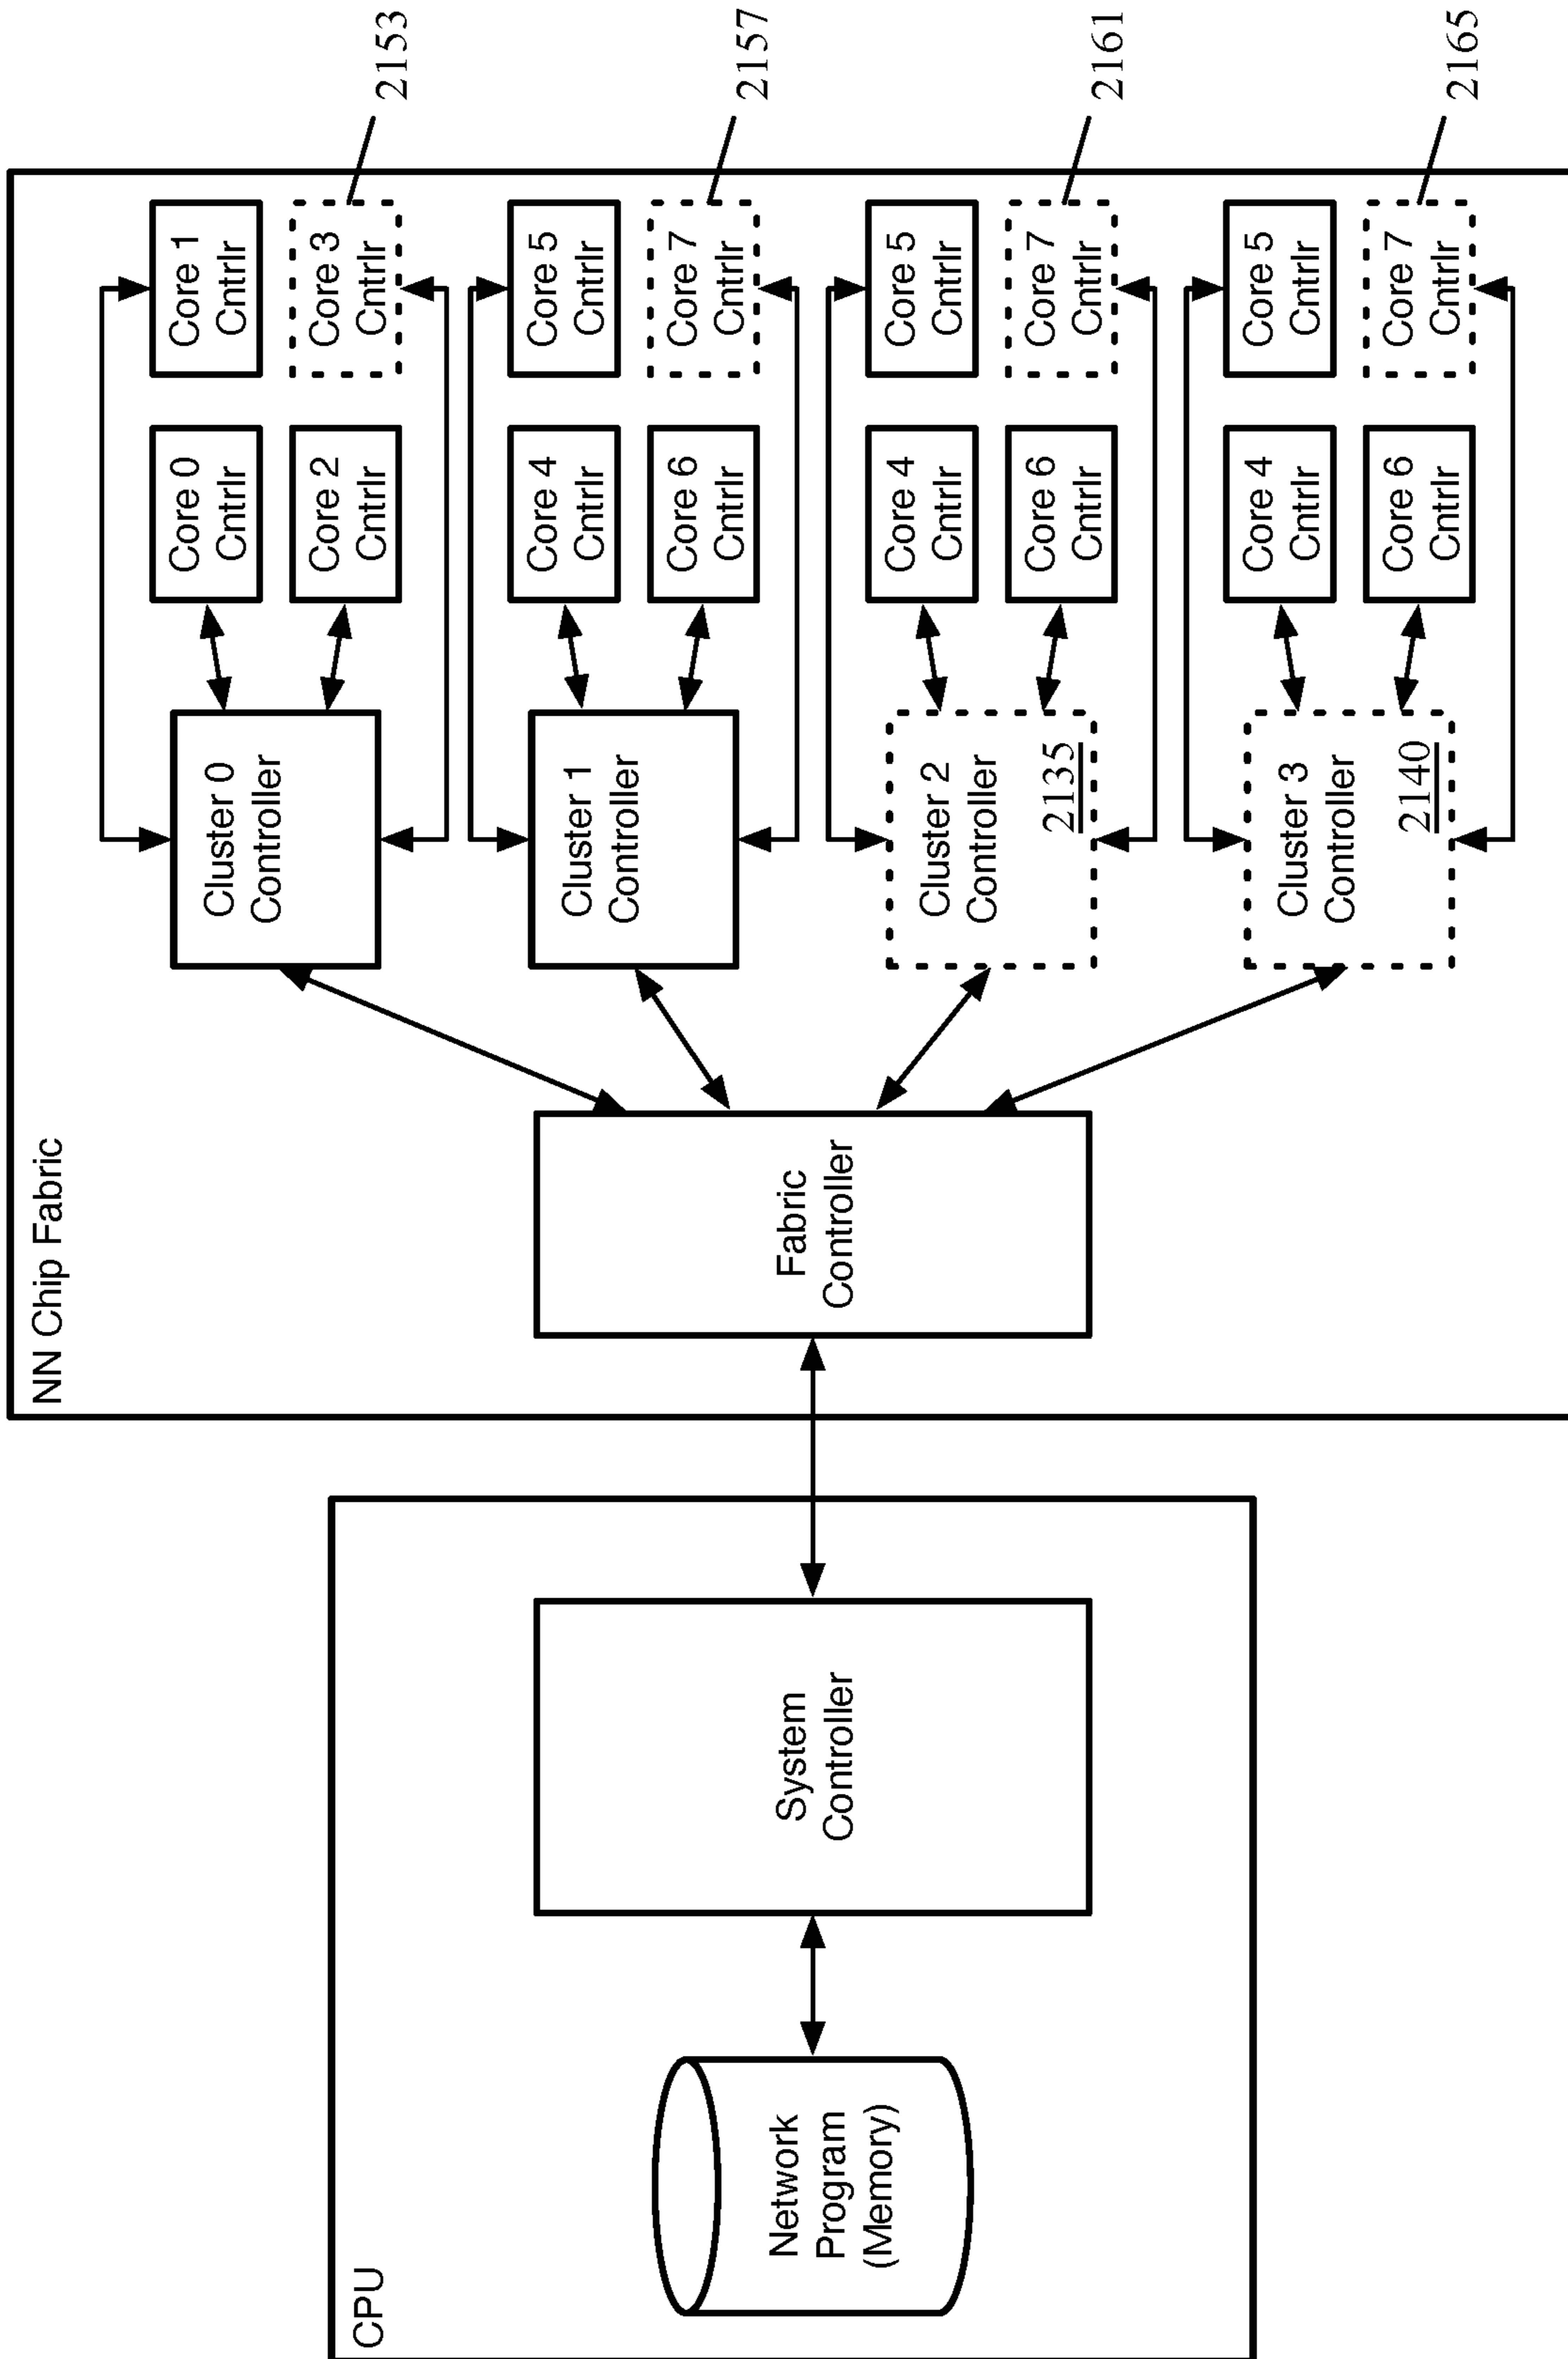 CPU
Network
Program
(Memory)
System
Controller
NN Chip Fabric
Fabric
Controller
Cluster 0
Controller
Core 0
Cntrlr
Core 1
Cntrlr
Core 2
Cntrlr
Core 3
Cntrlr
2153
Cluster 1
Controller
Core 4
Cntrlr
Core 5
Cntrlr
Core 6
Cntrlr
Core 7
Cntrlr
2157
Cluster 2
Controller
2135
Core 4
Cntrlr
Core 5
Cntrlr
Core 6
Cntrlr
Core 7
Cntrlr
2161
Cluster 3
Controller
2140
Core 4
Cntrlr
Core 5
Cntrlr
Core 6
Cntrlr
Core 7
Cntrlr
2165